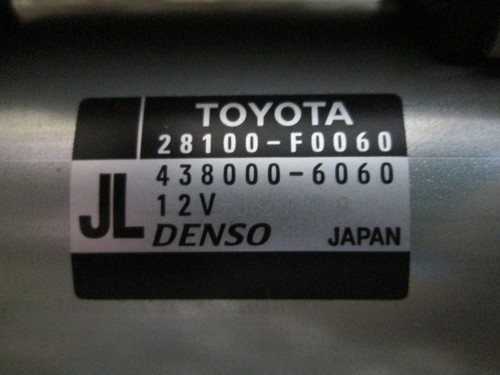 TOYOTA
28100-F0060
438000-6060
JL
12V
DENSO JAPAN